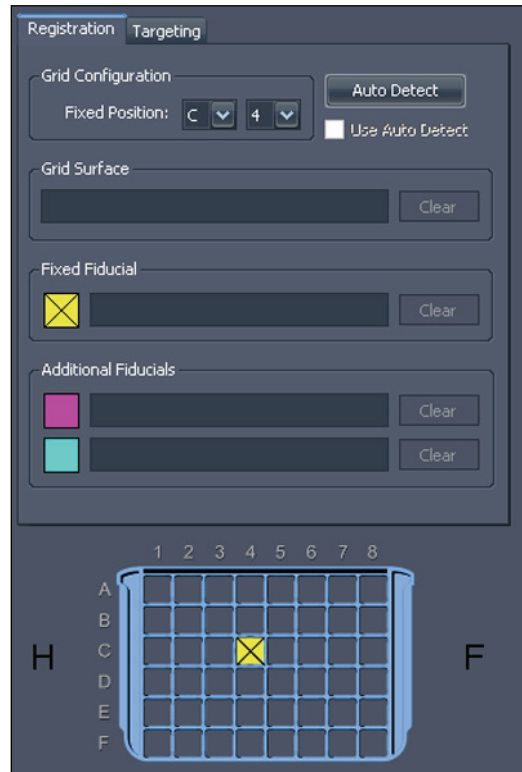 Registration Targeting
Grid Configuration
Fixed Position: C 4
Auto Detect
Use Auto Detect
Grid Surface
Clear
Fixed Fiducial
Clear
Additional Fiducials
Clear
Clear
1 2 3 4 5 6 7 8
A
B
C
D
E
F
H
F